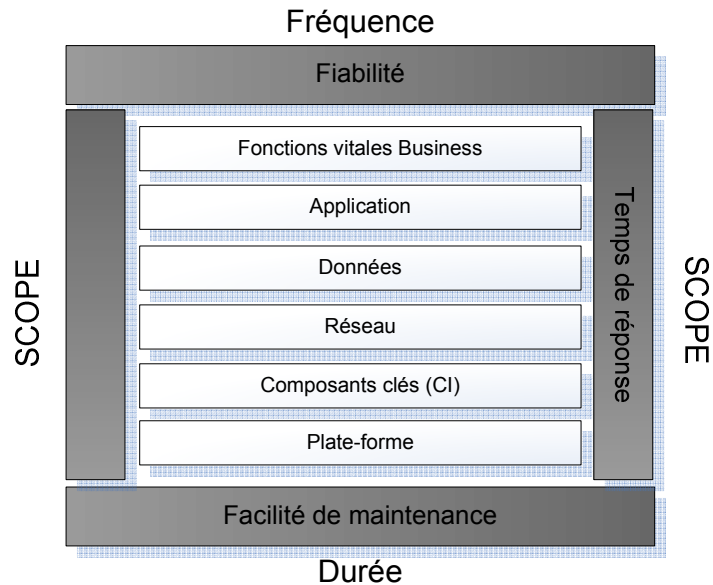 Fréquence
Fiabilité
Fonctions vitales Business
Application
Données
Réseau
Composants clés (CI)
Plate-forme
SCOPE
Temps de réponse
SCOPE
Facilité de maintenance
Durée